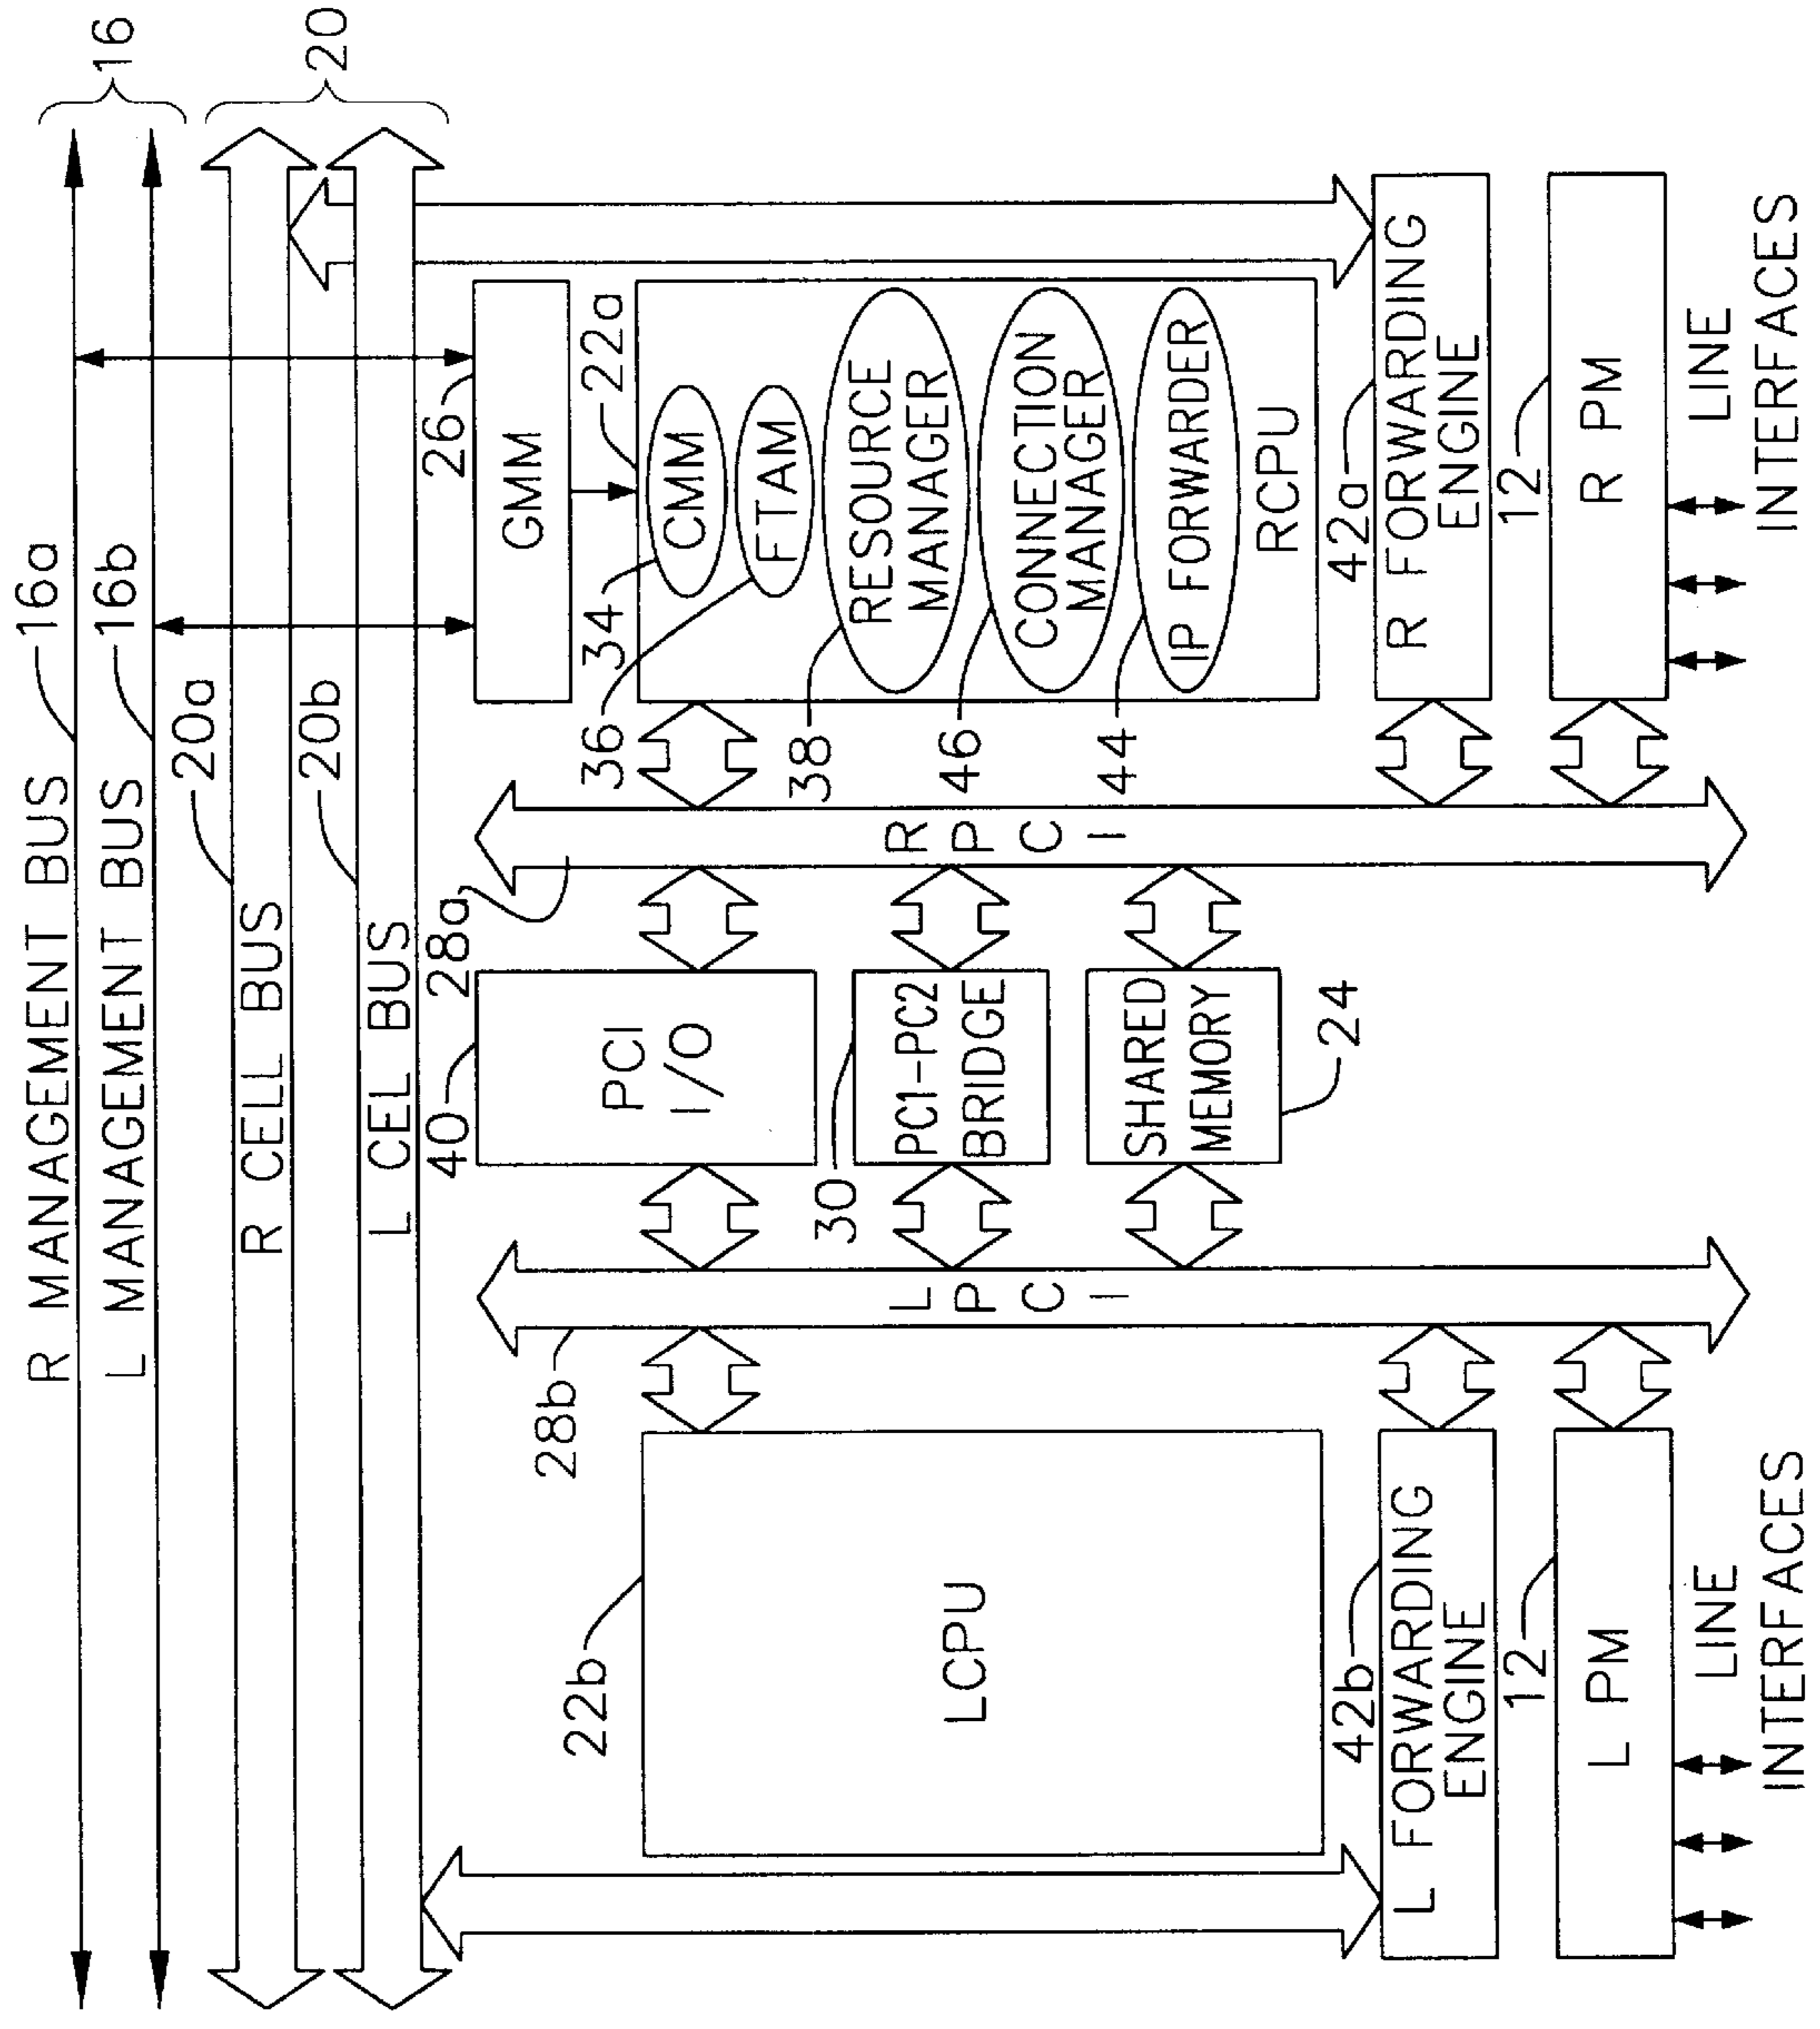 R MANAGEMENT BUS
16a
16
L MANAGEMENT BUS
16b
20a
R CELL BUS
20
20b
L CELL BUS
40
28a
26
GMM
22a
34
CMM
36
FTAM
38
RESOURCE
MANAGER
46
CONNECTION
MANAGER
44
IP FORWARDER
RCPU
28b
PCI
I/O
30
PC1-PC2
BRIDGE
SHARED
MEMORY
24
L
P
C
I
R
P
C
I
22b
LCPU
42b
L FORWARDING
ENGINE
12
L PM
LINE
INTERFACES
42a
R FORWARDING
ENGINE
12
R PM
LINE
INTERFACES